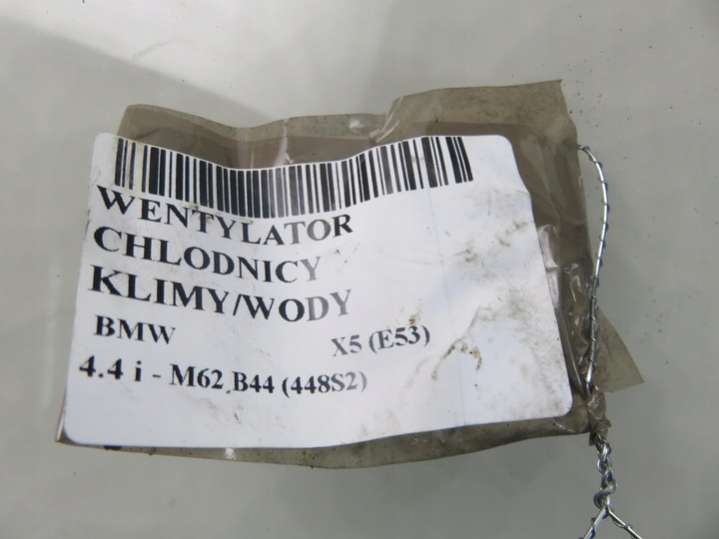 WENTYLATOR
CHLODNICY
KLIMY/WODY
BMW X5 (E53)
4.4 i - M62 B44 (448S2)